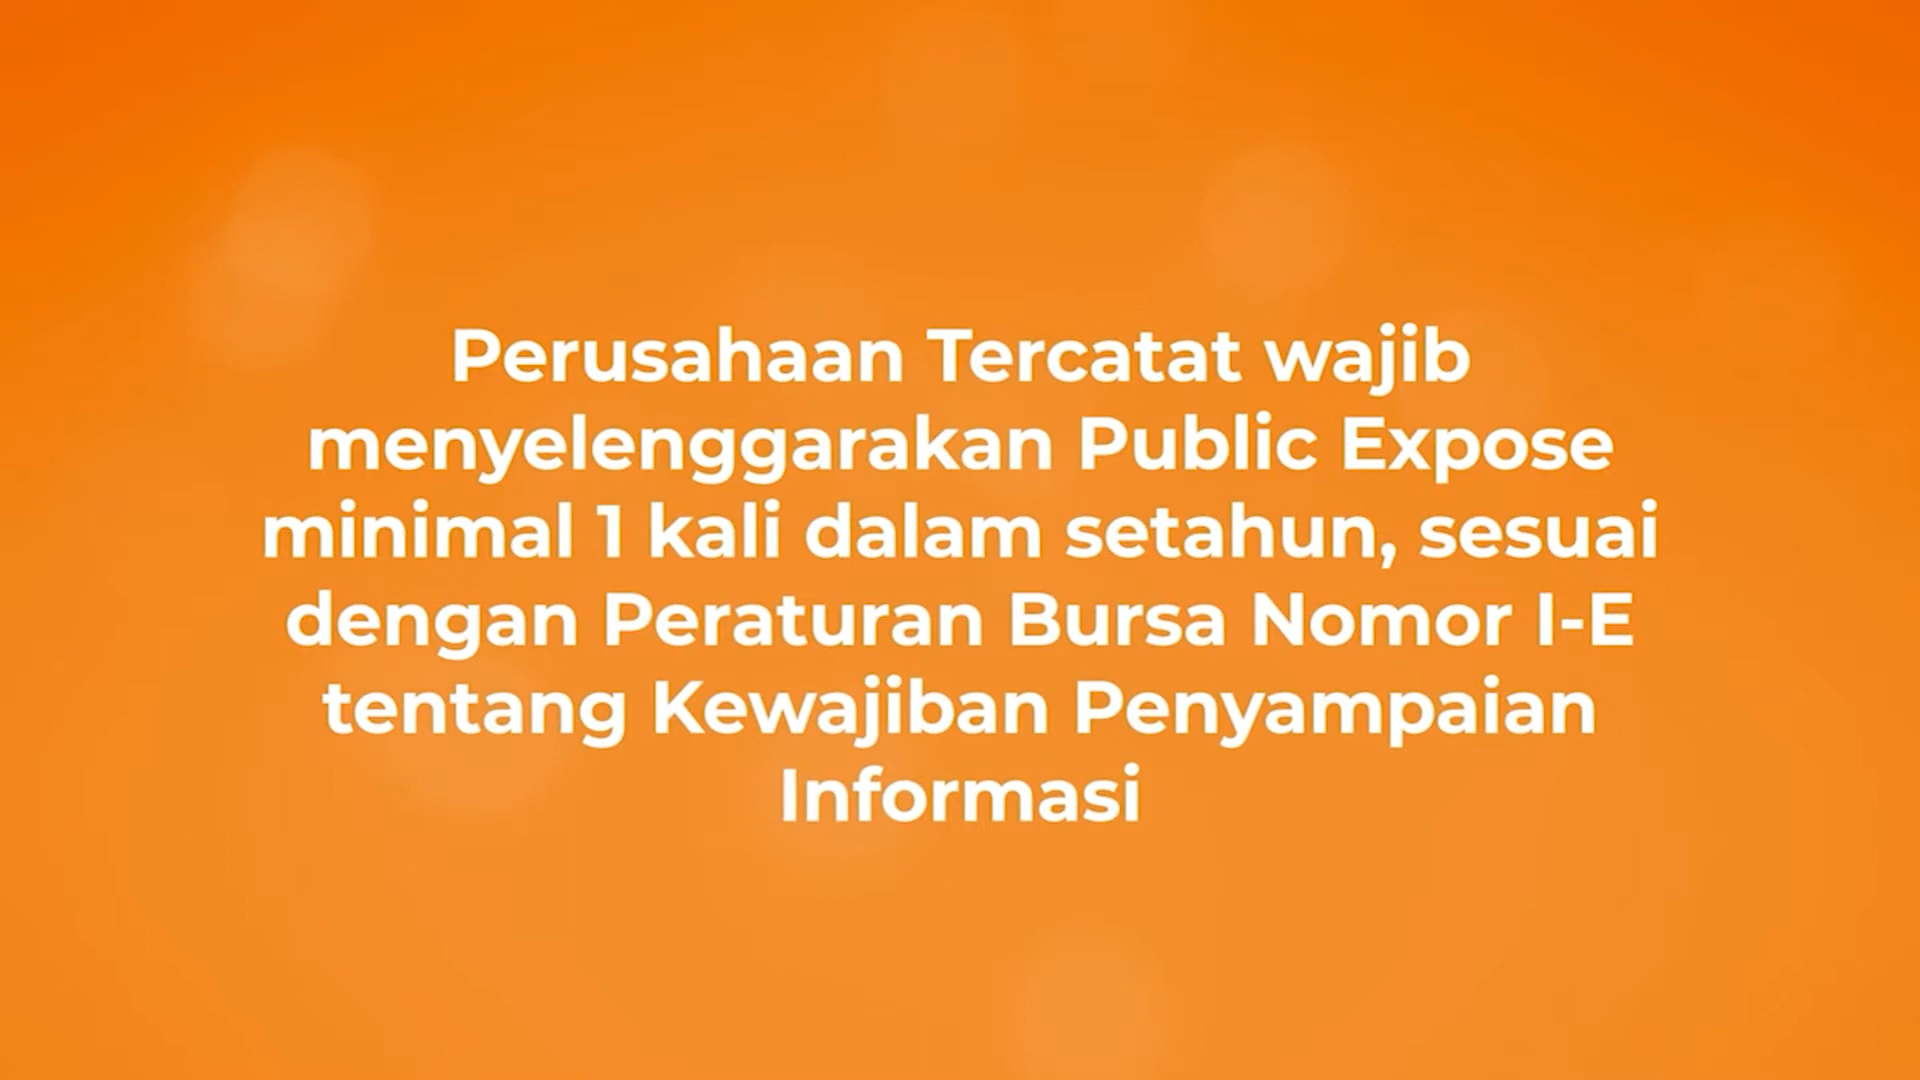 Perusahaan Tercatat wajib
menyelenggarakan Public Expose
minimal 1 kali dalam setahun, sesuai
dengan Peraturan Bursa Nomor I-E
tentang Kewajiban Penyampaian
Informasi